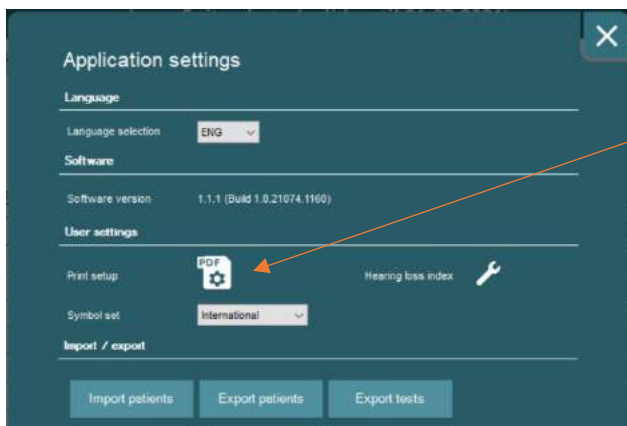 Application settings
Language
Language selection ENG
Software
Software version 1.1.1 (Build 1.0.21074.1160)
User settings
Print setup PDF Hearing loss index
Symbol set International
Import / export
Import patients Export patients Export tests